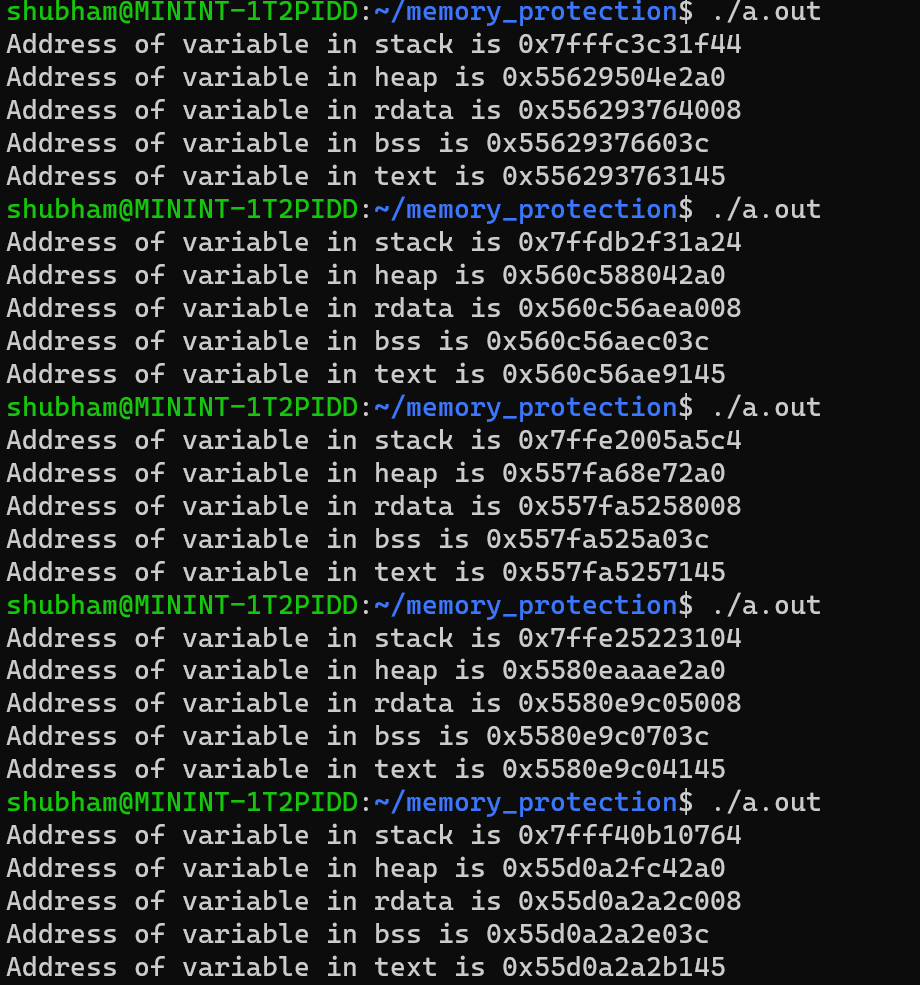 shubham@MININT-1T2PIDD:~/memory_protection$ ./a.out
Address of variable in stack is 0x7fffc3c31f44
Address of variable in heap is 0x55629504e2a0
Address of variable in rdata is 0x556293764008
Address of variable in bss is 0x55629376603c
Address of variable in text is 0x556293763145
shubham@MININT-1T2PIDD:~/memory_protection$ ./a.out
Address of variable in stack is 0x7ffdb2f31a24
Address of variable in heap is 0x560c588042a0
Address of variable in rdata is 0x560c56aea008
Address of variable in bss is 0x560c56aec03c
Address of variable in text is 0x560c56ae9145
shubham@MININT-1T2PIDD:~/memory_protection$ ./a.out
Address of variable in stack is 0x7ffe2005a5c4
Address of variable in heap is 0x557fa68e72a0
Address of variable in rdata is 0x557fa5258008
Address of variable in bss is 0x557fa525a03c
Address of variable in text is 0x557fa5257145
shubham@MININT-1T2PIDD:~/memory_protection$ ./a.out
Address of variable in stack is 0x7ffe25223104
Address of variable in heap is 0x5580eaaae2a0
Address of variable in rdata is 0x5580e9c05008
Address of variable in bss is 0x5580e9c0703c
Address of variable in text is 0x5580e9c04145
shubham@MININT-1T2PIDD:~/memory_protection$ ./a.out
Address of variable in stack is 0x7fff40b10764
Address of variable in heap is 0x55d0a2fc42a0
Address of variable in rdata is 0x55d0a2a2c008
Address of variable in bss is 0x55d0a2a2e03c
Address of variable in text is 0x55d0a2a2b145